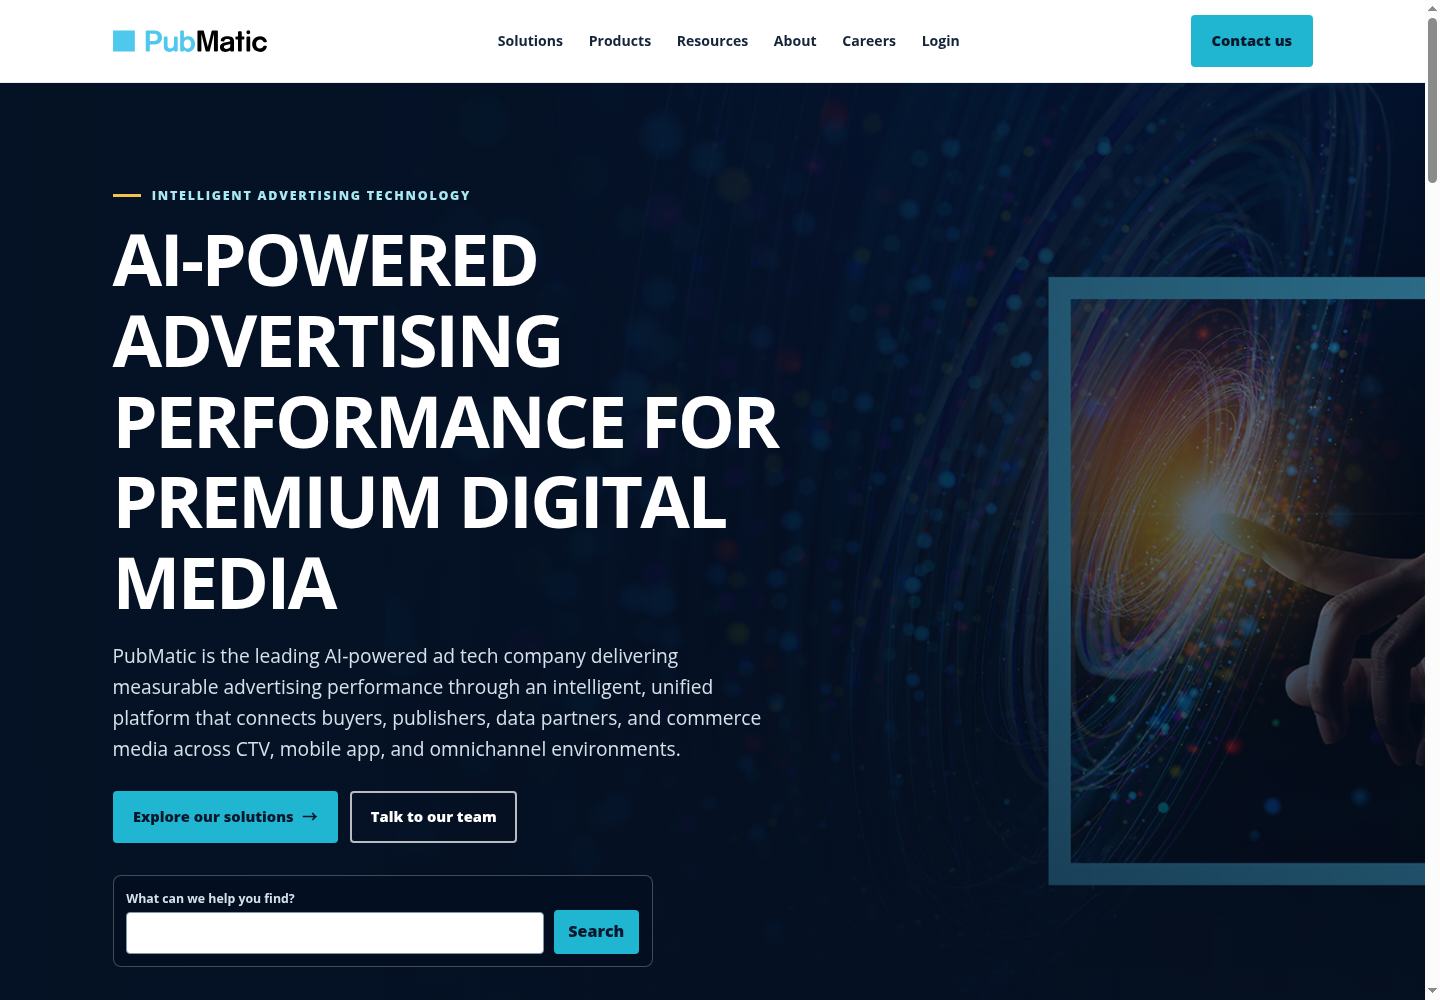 PubMatic
Solutions
Products
Resources
About
Careers
Login
Contact us
INTELLIGENT ADVERTISING TECHNOLOGY
AI-POWERED
ADVERTISING
PERFORMANCE FOR
PREMIUM DIGITAL
MEDIA
PubMatic is the leading AI-powered ad tech company delivering
measurable advertising performance through an intelligent, unified
platform that connects buyers, publishers, data partners, and commerce
media across CTV, mobile app, and omnichannel environments.
Explore our solutions →
Talk to our team
What can we help you find?
Search